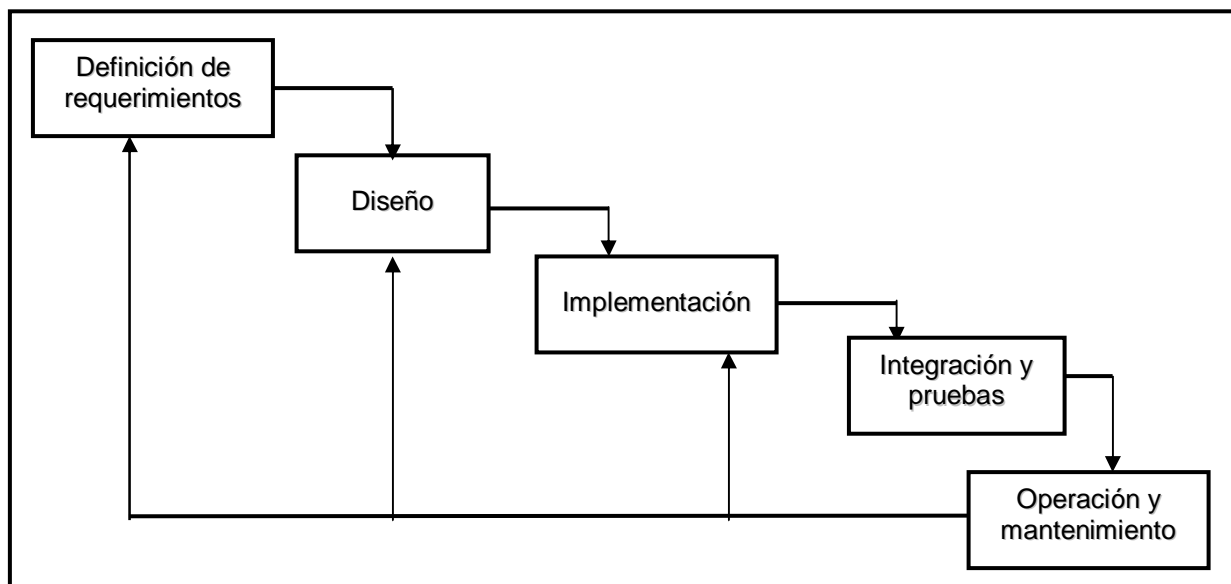 Definición de
requerimientos
Diseño
Implementación
Integración y
pruebas
Operación y
mantenimiento